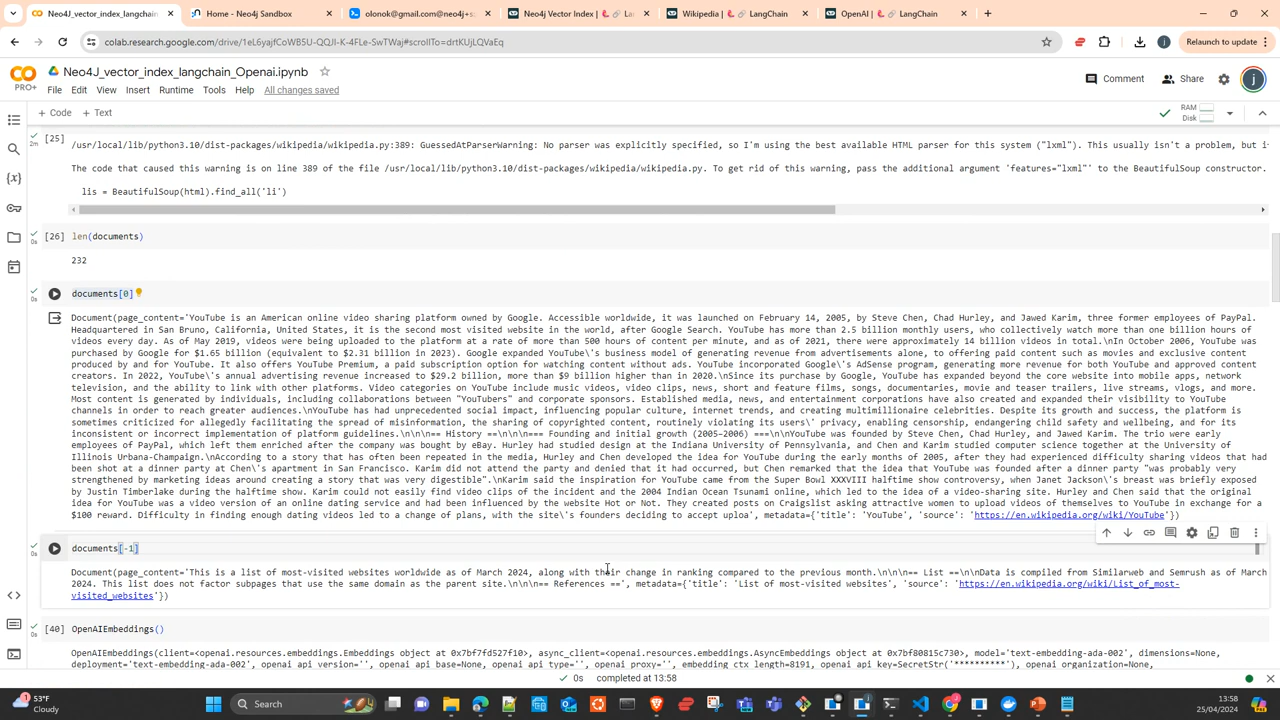 Neo4J_vector_index_langchain
Home - Neo4j Sandbox
olonok@gmail.com@neo4j+s
Neo4j Vector Index | 🦜️🔗 La
Wikipedia | 🦜️🔗 LangChain
OpenAI | 🦜️🔗 LangChain
colab.research.google.com/drive/1eL6yajfCoWB5U-QQJI-K-4FLe-SwTWaj#scrollTo=drtKUjLQVaEq
Relaunch to update
PRO+
Neo4J_vector_index_langchain_Openai.ipynb
Comment
Share
File Edit View Insert Runtime Tools Help All changes saved
+ Code + Text
RAM
Disk
[25]
2m
/usr/local/lib/python3.10/dist-packages/wikipedia/wikipedia.py:389: GuessedAtParserWarning: No parser was explicitly specified, so I'm using the best available HTML parser for this system ("lxml"). This usually isn't a problem, but i
The code that caused this warning is on line 389 of the file /usr/local/lib/python3.10/dist-packages/wikipedia/wikipedia.py. To get rid of this warning, pass the additional argument 'features="lxml"' to the BeautifulSoup constructor.
lis = BeautifulSoup(html).find_all('li')
[26] len(documents)
0s
232
documents[0]
0s
Document(page_content='YouTube is an American online video sharing platform owned by Google. Accessible worldwide, it was launched on February 14, 2005, by Steve Chen, Chad Hurley, and Jawed Karim, three former employees of PayPal.
Headquartered in San Bruno, California, United States, it is the second most visited website in the world, after Google Search. YouTube has more than 2.5 billion monthly users, who collectively watch more than one billion hours of
videos every day. As of May 2019, videos were being uploaded to the platform at a rate of more than 500 hours of content per minute, and as of 2021, there were approximately 14 billion videos in total.\nIn October 2006, YouTube was
purchased by Google for $1.65 billion (equivalent to $2.31 billion in 2023). Google expanded YouTube\'s business model of generating revenue from advertisements alone, to offering paid content such as movies and exclusive content
produced by and for YouTube. It also offers YouTube Premium, a paid subscription option for watching content without ads. YouTube incorporated Google\'s AdSense program, generating more revenue for both YouTube and approved content
creators. In 2022, YouTube\'s annual advertising revenue increased to $29.2 billion, more than $9 billion higher than in 2020.\nSince its purchase by Google, YouTube has expanded beyond the core website into mobile apps, network
television, and the ability to link with other platforms. Video categories on YouTube include music videos, video clips, news, short and feature films, songs, documentaries, movie and teaser trailers, live streams, vlogs, and more.
Most content is generated by individuals, including collaborations between "YouTubers" and corporate sponsors. Established media, news, and entertainment corporations have also created and expanded their visibility to YouTube
channels in order to reach greater audiences.\nYouTube has had unprecedented social impact, influencing popular culture, internet trends, and creating multimillionaire celebrities. Despite its growth and success, the platform is
sometimes criticized for allegedly facilitating the spread of misinformation, the sharing of copyrighted content, routinely violating its users\' privacy, enabling censorship, endangering child safety and wellbeing, and for its
inconsistent or incorrect implementation of platform guidelines.\n\n\n== History ==\n\n\n=== Founding and initial growth (2005–2006) ===\n\nYouTube was founded by Steve Chen, Chad Hurley, and Jawed Karim. The trio were early
employees of PayPal, which left them enriched after the company was bought by eBay. Hurley had studied design at the Indiana University of Pennsylvania, and Chen and Karim studied computer science together at the University of
Illinois Urbana-Champaign.\nAccording to a story that has often been repeated in the media, Hurley and Chen developed the idea for YouTube during the early months of 2005, after they had experienced difficulty sharing videos that had
been shot at a dinner party at Chen\'s apartment in San Francisco. Karim did not attend the party and denied that it had occurred, but Chen remarked that the idea that YouTube was founded after a dinner party "was probably very
strengthened by marketing ideas around creating a story that was very digestible".\nKarim said the inspiration for YouTube came from the Super Bowl XXXVIII halftime show controversy, when Janet Jackson\'s breast was briefly exposed
by Justin Timberlake during the halftime show. Karim could not easily find video clips of the incident and the 2004 Indian Ocean Tsunami online, which led to the idea of a video-sharing site. Hurley and Chen said that the original
idea for YouTube was a video version of an online dating service and had been influenced by the website Hot or Not. They created posts on Craigslist asking attractive women to upload videos of themselves to YouTube in exchange for a
$100 reward. Difficulty in finding enough dating videos led to a change of plans, with the site\'s founders deciding to accept uploa', metadata={'title': 'YouTube', 'source': 'https://en.wikipedia.org/wiki/YouTube'})
documents[-1]
0s
Document(page_content='This is a list of most-visited websites worldwide as of March 2024, along with their change in ranking compared to the previous month.\n\n\n== List ==\n\nData is compiled from Similarweb and Semrush as of March
2024. This list does not factor subpages that use the same domain as the parent site.\n\n\n== References ==', metadata={'title': 'List of most-visited websites', 'source': 'https://en.wikipedia.org/wiki/List_of_most-
visited_websites'})
[40] OpenAIEmbeddings()
0s
OpenAIEmbeddings(client=<openai.resources.embeddings.Embeddings object at 0x7bf7fd527f10>, async_client=<openai.resources.embeddings.AsyncEmbeddings object at 0x7bf80815c730>, model='text-embedding-ada-002', dimensions=None,
deployment='text-embedding-ada-002', openai_api_version='', openai_api_base=None, openai_api_type='', openai_proxy='', embedding_ctx_length=8191, openai_api_key=SecretStr('**********'), openai_organization=None,
0s completed at 13:58
53°F
Cloudy
Search
13:58
25/04/2024